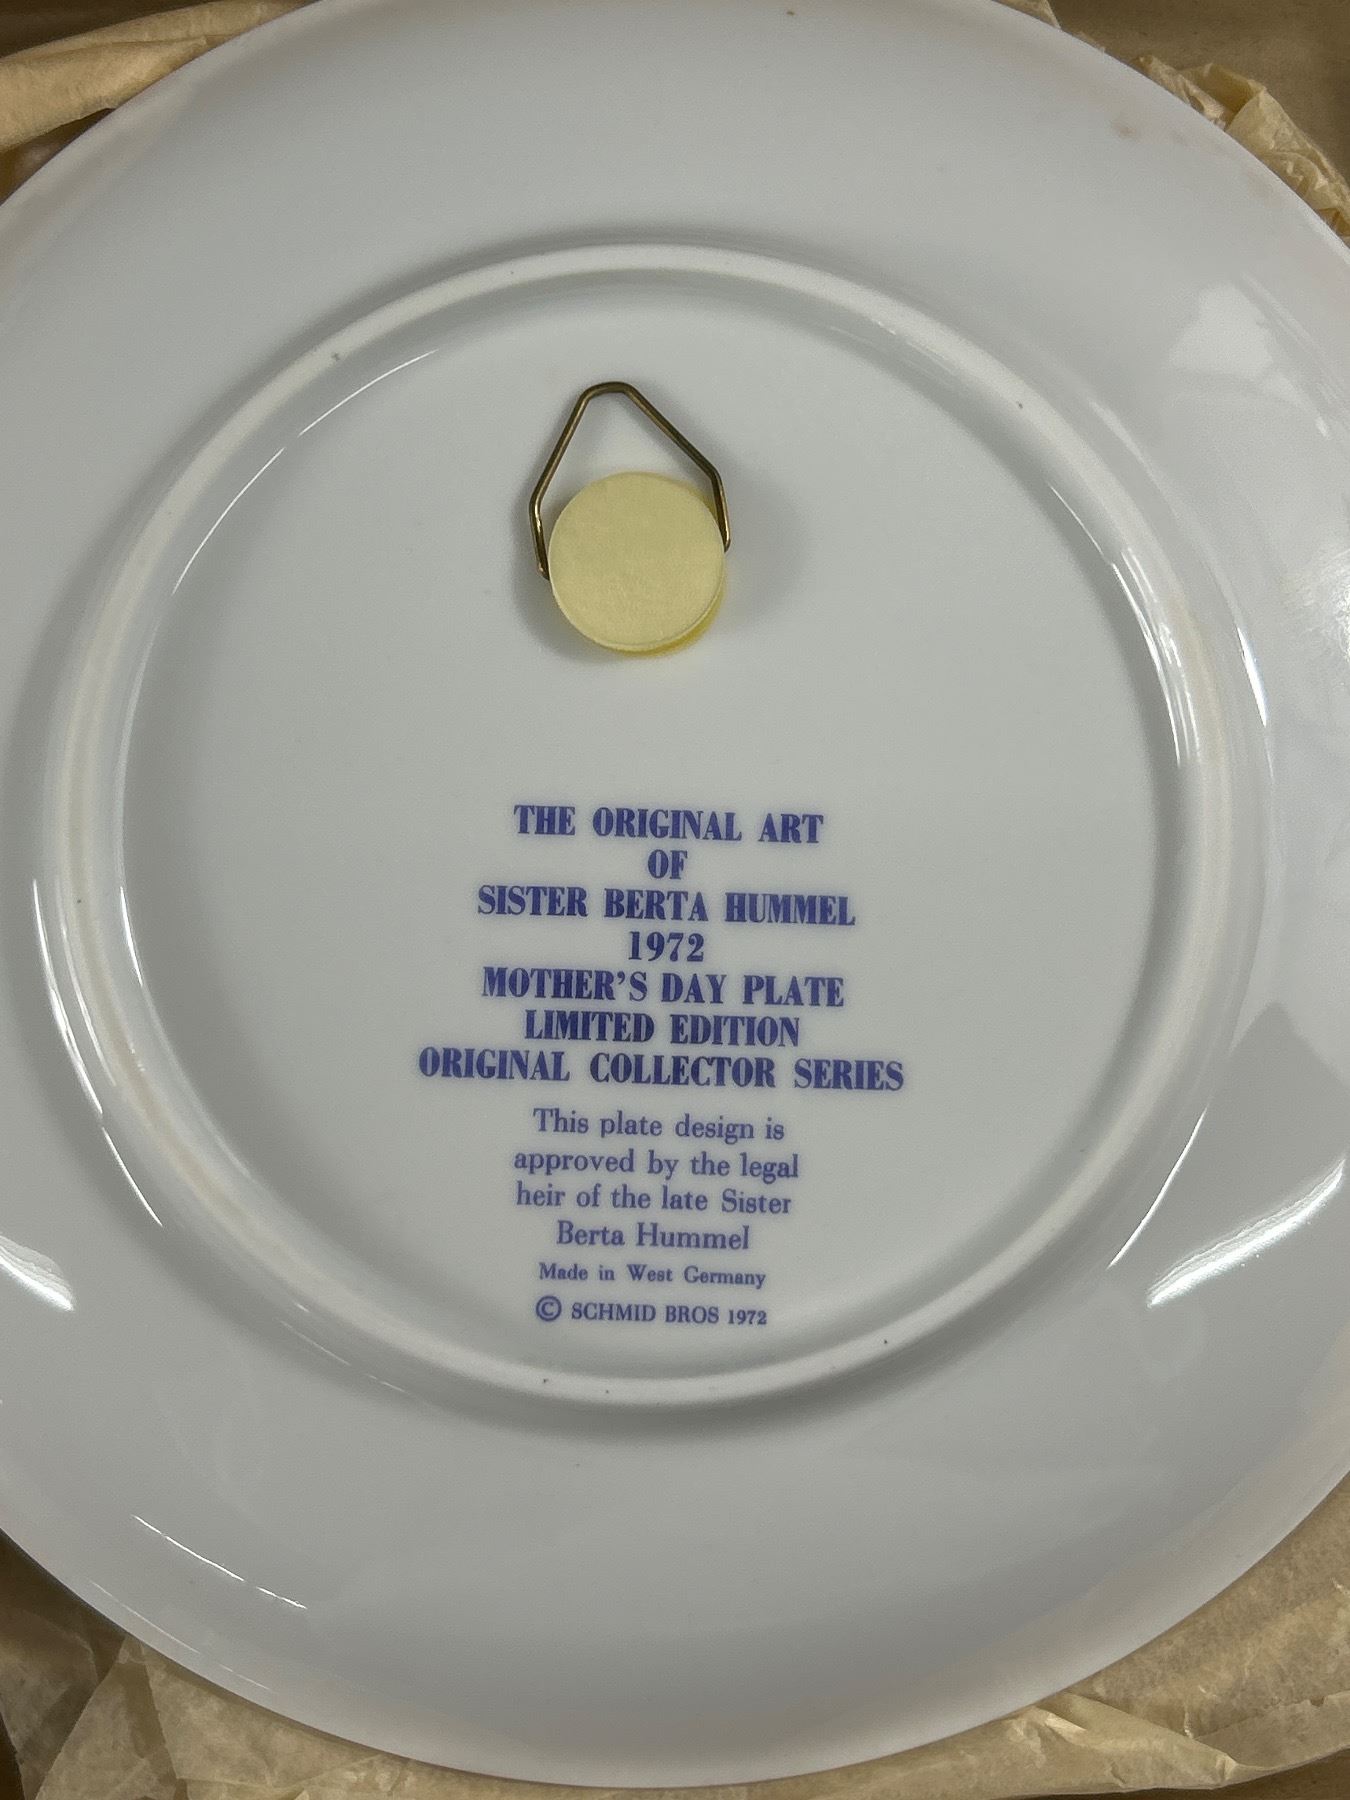 THE ORIGINAL ART
OF
SISTER BERTA HUMMEL
1972
MOTHER'S DAY PLATE
LIMITED EDITION
ORIGINAL COLLECTOR SERIES
This plate design is
approved by the legal
heir of the late Sister
Berta Hummel
Made in West Germany
© SCHMID BROS 1972